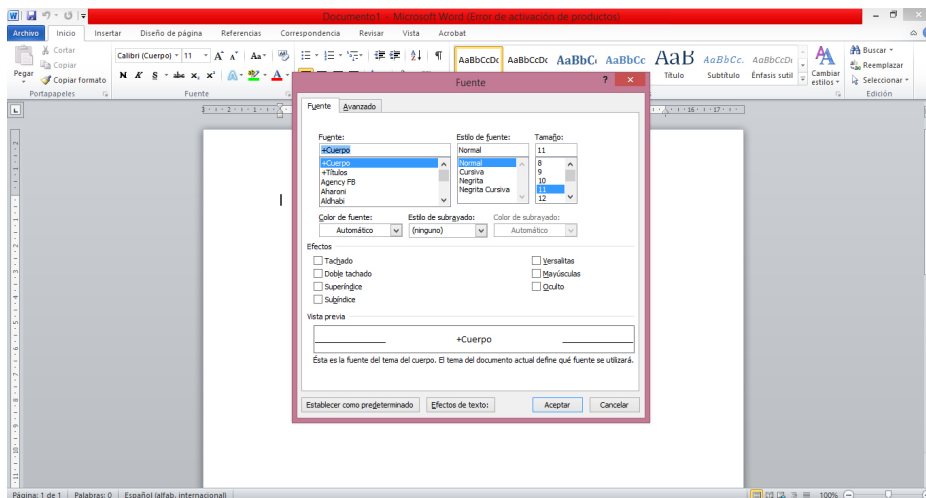 Documento1 - Microsoft Word (Error de activación de productos)
Archivo Inicio Insertar Diseño de página Referencias Correspondencia Revisar Vista Acrobat
Pegar
Cortar
Copiar
Copiar formato
Portapapeles
Calibri (Cuerpo) 11
Fuente
AaBbCcDc AaBbCcDc AaBbC AaBbCc AaB AaBbCc. AaBbCcDc
Título Subtítulo Énfasis sutil
Cambiar
estilos
Buscar
Reemplazar
Seleccionar
Edición
Fuente
Fuente Avanzado
Fuente: Estilo de fuente: Tamaño:
+Cuerpo Normal 11
+Cuerpo Normal 8
+Títulos Cursiva 9
Agency FB Negrita 10
Aharoni Negrita Cursiva 11
Aldhabi 12
Color de fuente: Estilo de subrayado: Color de subrayado:
Automático (ninguno) Automático
Efectos
Tachado Versalitas
Doble tachado Mayúsculas
Superíndice Oculto
Subíndice
Vista previa
+Cuerpo
Ésta es la fuente del tema del cuerpo. El tema del documento actual define qué fuente se utilizará.
Establecer como predeterminado Efectos de texto: Aceptar Cancelar
Página: 1 de 1 Palabras: 0 Español (alfab. internacional) 100%